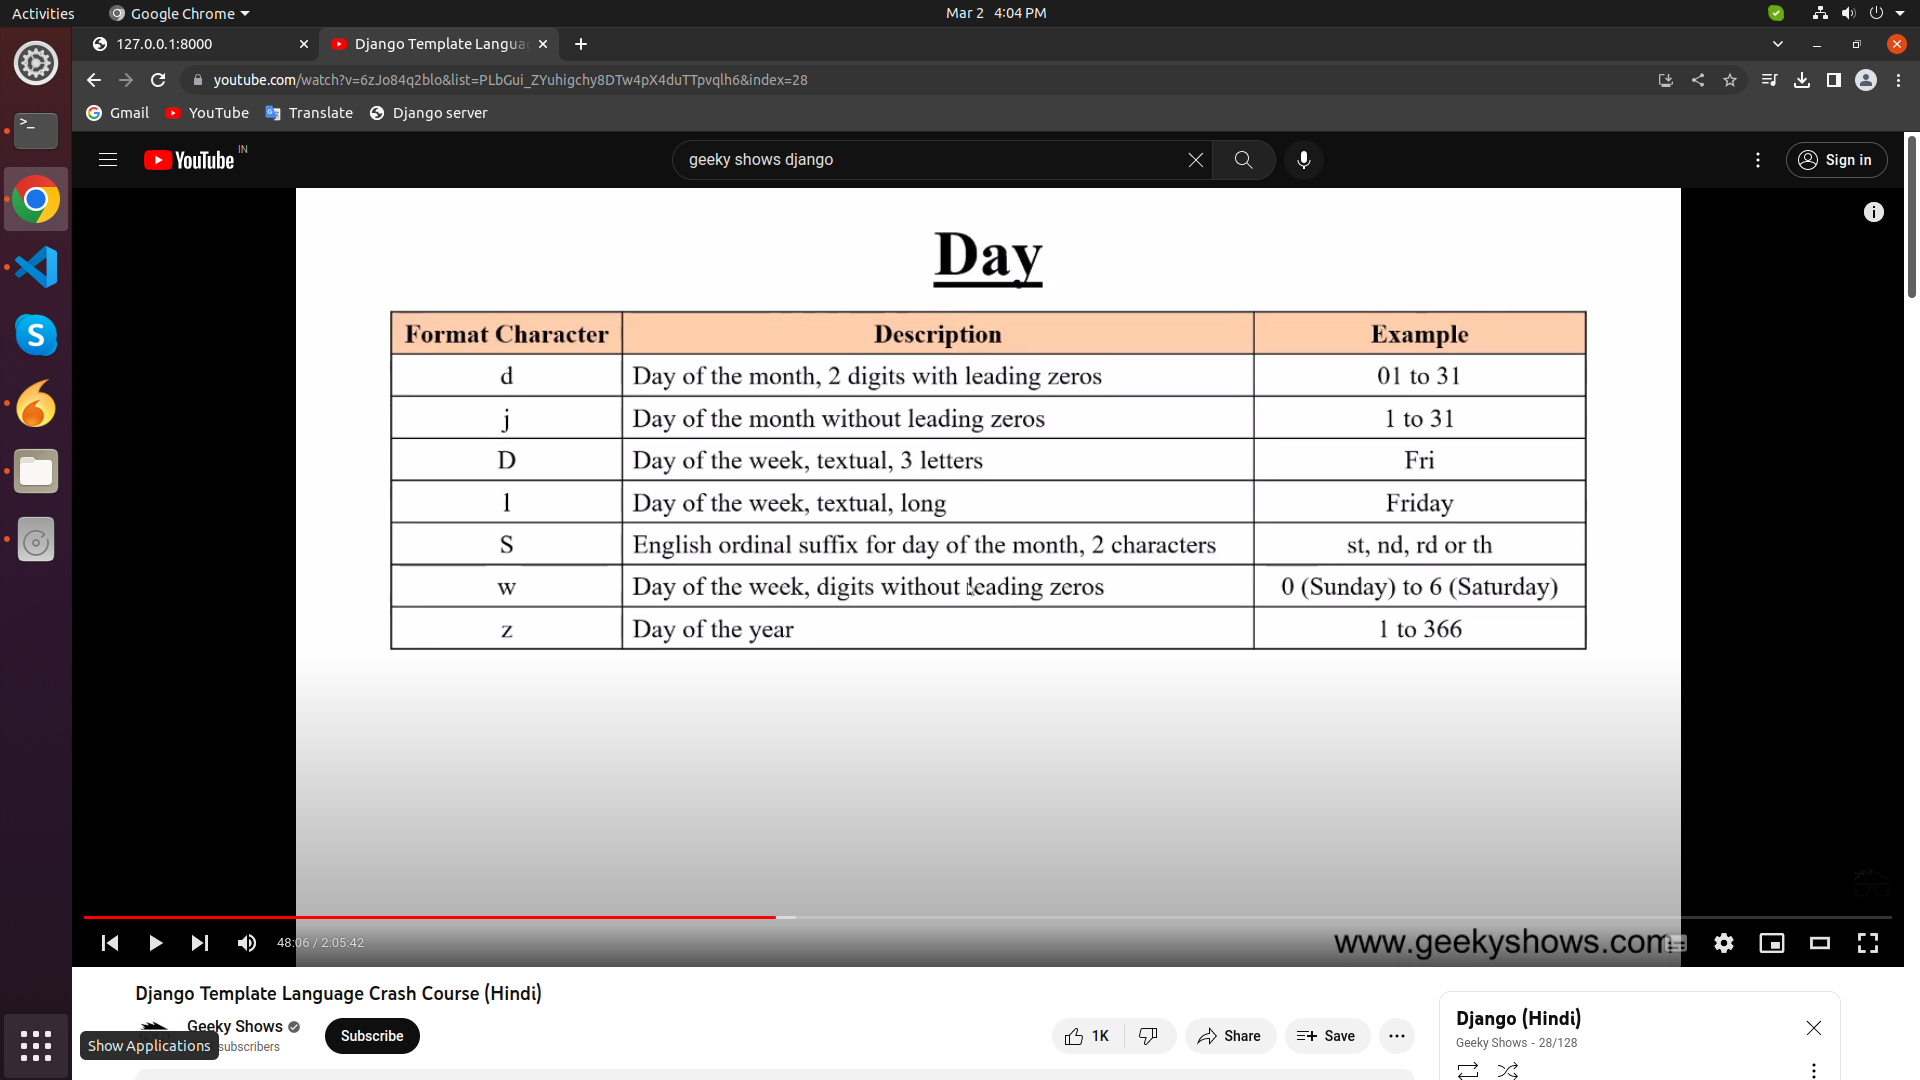 Activities
Google Chrome
Mar 2 4:04 PM
127.0.0.1:8000
Django Template Langua
youtube.com/watch?v=6zJo84q2blo&list=PLbGui_ZYuhigchy8DTw4pX4duTTpvqlh6&index=28
Gmail
YouTube
Translate
Django server
YouTube IN
geeky shows django
Sign in
Day
Format Character Description Example
d Day of the month, 2 digits with leading zeros 01 to 31
j Day of the month without leading zeros 1 to 31
D Day of the week, textual, 3 letters Fri
l Day of the week, textual, long Friday
S English ordinal suffix for day of the month, 2 characters st, nd, rd or th
w Day of the week, digits without leading zeros 0 (Sunday) to 6 (Saturday)
z Day of the year 1 to 366
48:06 / 2:05:42
www.geekyshows.com
Django Template Language Crash Course (Hindi)
Geeky Shows
subscribers
Subscribe
1K
Share
Save
Django (Hindi)
Geeky Shows - 28/128
Show Applications